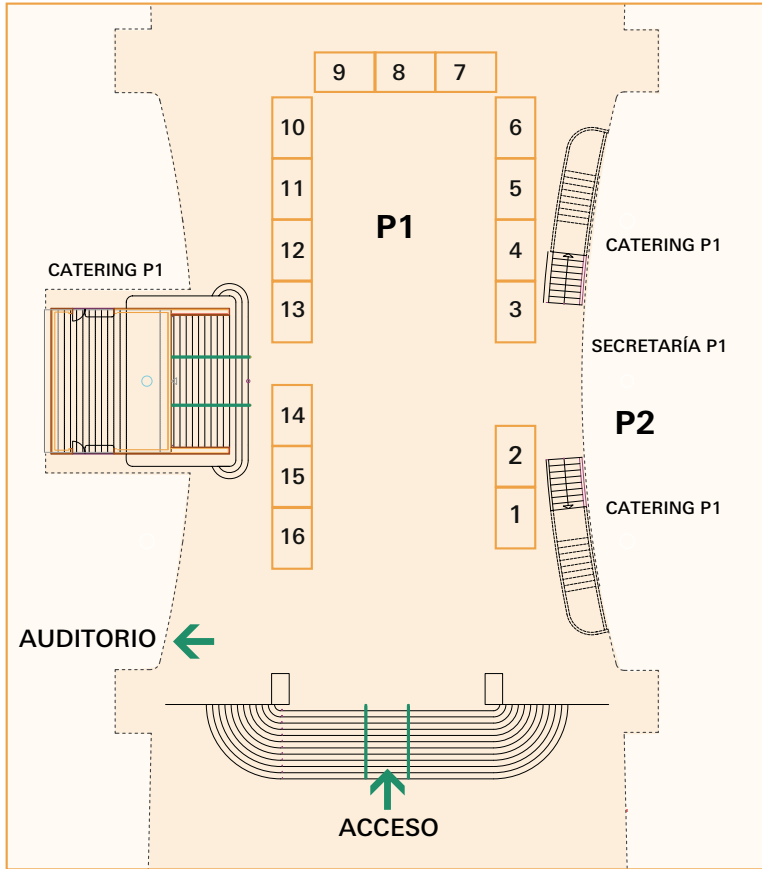 9 8 7
10 6
11 5
P1
12 4
CATERING P1
CATERING P1
13 3
SECRETARÍA P1
14
P2
2
15
CATERING P1
1
16
AUDITORIO
ACCESO